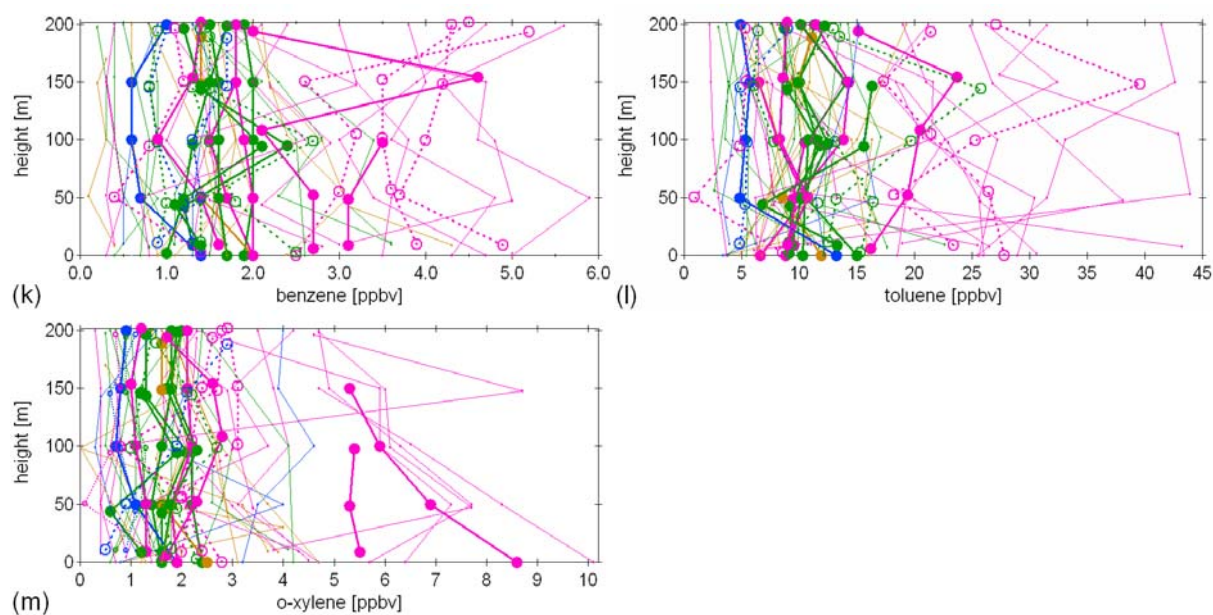 200
150
100
50
0
height [m]
0.0 1.0 2.0 3.0 4.0 5.0 6.0
benzene [ppbv]
(k)
200
150
100
50
0
height [m]
0 5 10 15 20 25 30 35 40 45
toluene [ppbv]
(l)
200
150
100
50
0
height [m]
0 1 2 3 4 5 6 7 8 9 10
o-xylene [ppbv]
(m)